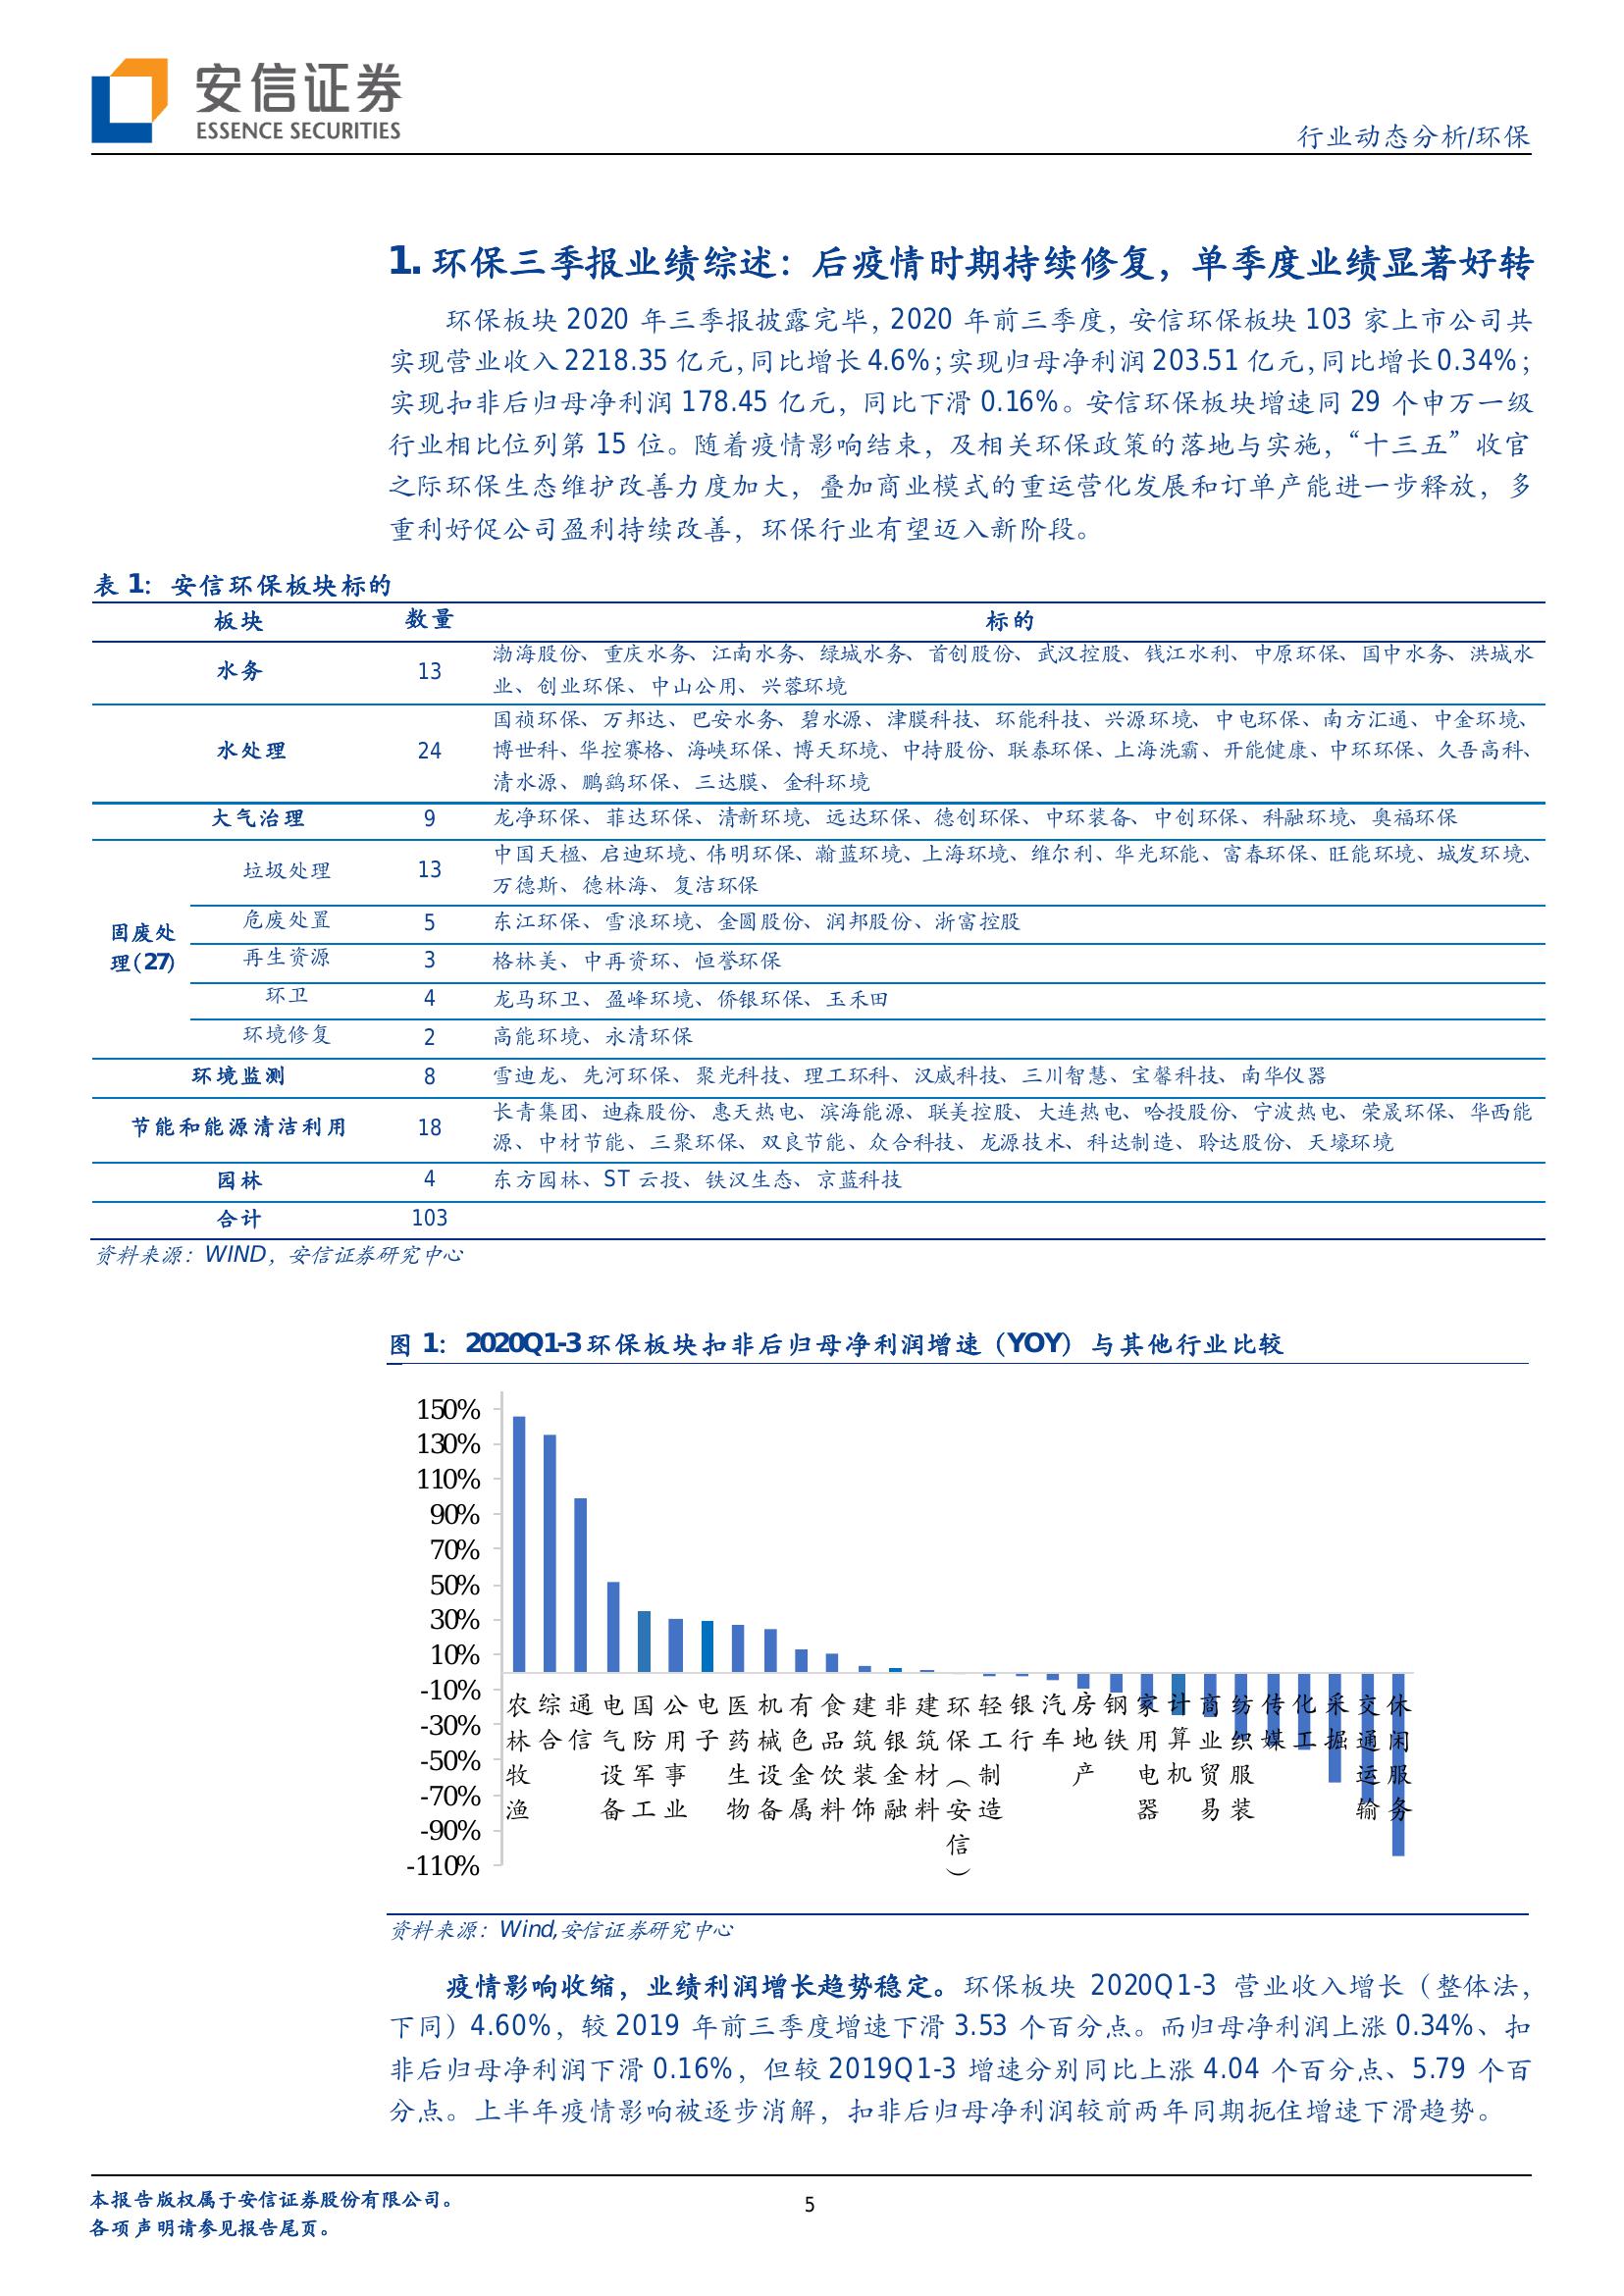 安信证券
ESSENCE SECURITIES
行业动态分析/环保
1. 环保三季报业绩综述：后疫情时期持续修复，单季度业绩显著好转
环保板块 2020 年三季报披露完毕，2020 年前三季度，安信环保板块 103 家上市公司共
实现营业收入 2218.35 亿元，同比增长 4.6%；实现归母净利润 203.51 亿元，同比增长 0.34%；
实现扣非后归母净利润 178.45 亿元，同比下滑 0.16%。安信环保板块增速同 29 个申万一级
行业相比位列第 15 位。随着疫情影响结束，及相关环保政策的落地与实施，“十三五”收官
之际环保生态维护改善力度加大，叠加商业模式的重运营化发展和订单产能进一步释放，多
重利好促公司盈利持续改善，环保行业有望迈入新阶段。
表 1：安信环保板块标的
板块 数量 标的
水务 13 渤海股份、重庆水务、江南水务、绿城水务、首创股份、武汉控股、钱江水利、中原环保、国中水务、洪城水
业、创业环保、中山公用、兴蓉环境
水处理 24 国祯环保、万邦达、巴安水务、碧水源、津膜科技、环能科技、兴源环境、中电环保、南方汇通、中金环境、
博世科、华控赛格、海峡环保、博天环境、中持股份、联泰环保、上海洗霸、开能健康、中环环保、久吾高科、
清水源、鹏鹞环保、三达膜、金科环境
大气治理 9 龙净环保、菲达环保、清新环境、远达环保、德创环保、中环装备、中创环保、科融环境、奥福环保
固废处理（27）
垃圾处理 13 中国天楹、启迪环境、伟明环保、瀚蓝环境、上海环境、维尔利、华光环能、富春环保、旺能环境、城发环境、
万德斯、德林海、复洁环保
危废处置 5 东江环保、雪浪环境、金圆股份、润邦股份、浙富控股
再生资源 3 格林美、中再资环、恒誉环保
环卫 4 龙马环卫、盈峰环境、侨银环保、玉禾田
环境修复 2 高能环境、永清环保
环境监测 8 雪迪龙、先河环保、聚光科技、理工环科、汉威科技、三川智慧、宝馨科技、南华仪器
节能和能源清洁利用 18 长青集团、迪森股份、惠天热电、滨海能源、联美控股、大连热电、哈投股份、宁波热电、荣晟环保、华西能
源、中材节能、三聚环保、双良节能、众合科技、龙源技术、科达制造、聆达股份、天壕环境
园林 4 东方园林、ST 云投、铁汉生态、京蓝科技
合计 103
资料来源：WIND，安信证券研究中心
图 1：2020Q1-3 环保板块扣非后归母净利润增速（YOY）与其他行业比较
150%
130%
110%
90%
70%
50%
30%
10%
-10%
-30%
-50%
-70%
-90%
-110%
农林牧渔
综合
通信
电气设备
国防军工
公用事业
电子
医药生物
机械设备
有色金属
食品饮料
建筑装饰
非银金融
建筑材料
环保（安信）
轻工制造
银行
汽车
房地产
钢铁
家用电器
计算机
商业贸易
纺织服装
传媒
化工
采掘
交通运输
休闲服务
资料来源：Wind,安信证券研究中心
疫情影响收缩，业绩利润增长趋势稳定。环保板块 2020Q1-3 营业收入增长（整体法，
下同）4.60%，较 2019 年前三季度增速下滑 3.53 个百分点。而归母净利润上涨 0.34%、扣
非后归母净利润下滑 0.16%，但较 2019Q1-3 增速分别同比上涨 4.04 个百分点、5.79 个百
分点。上半年疫情影响被逐步消解，扣非后归母净利润较前两年同期扼住增速下滑趋势。
本报告版权属于安信证券股份有限公司。
各项声明请参见报告尾页。
5